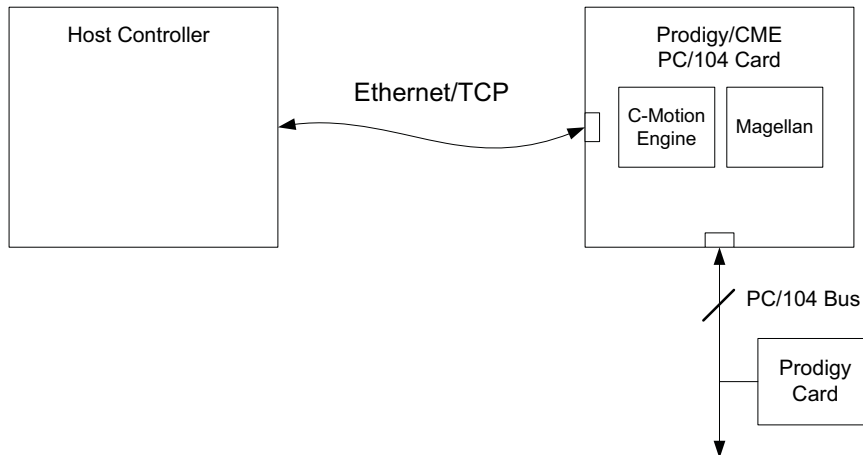 Host Controller
Prodigy/CME
PC/104 Card
Ethernet/TCP
C-Motion
Engine
Magellan
PC/104 Bus
Prodigy
Card